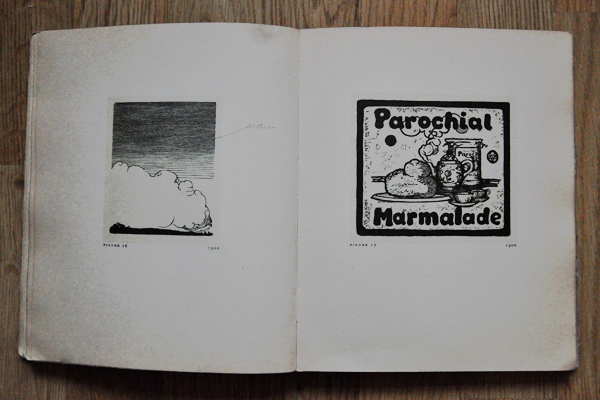 FIGURE 16
1900
Parochial
Marmalade
FIGURE 17
1900